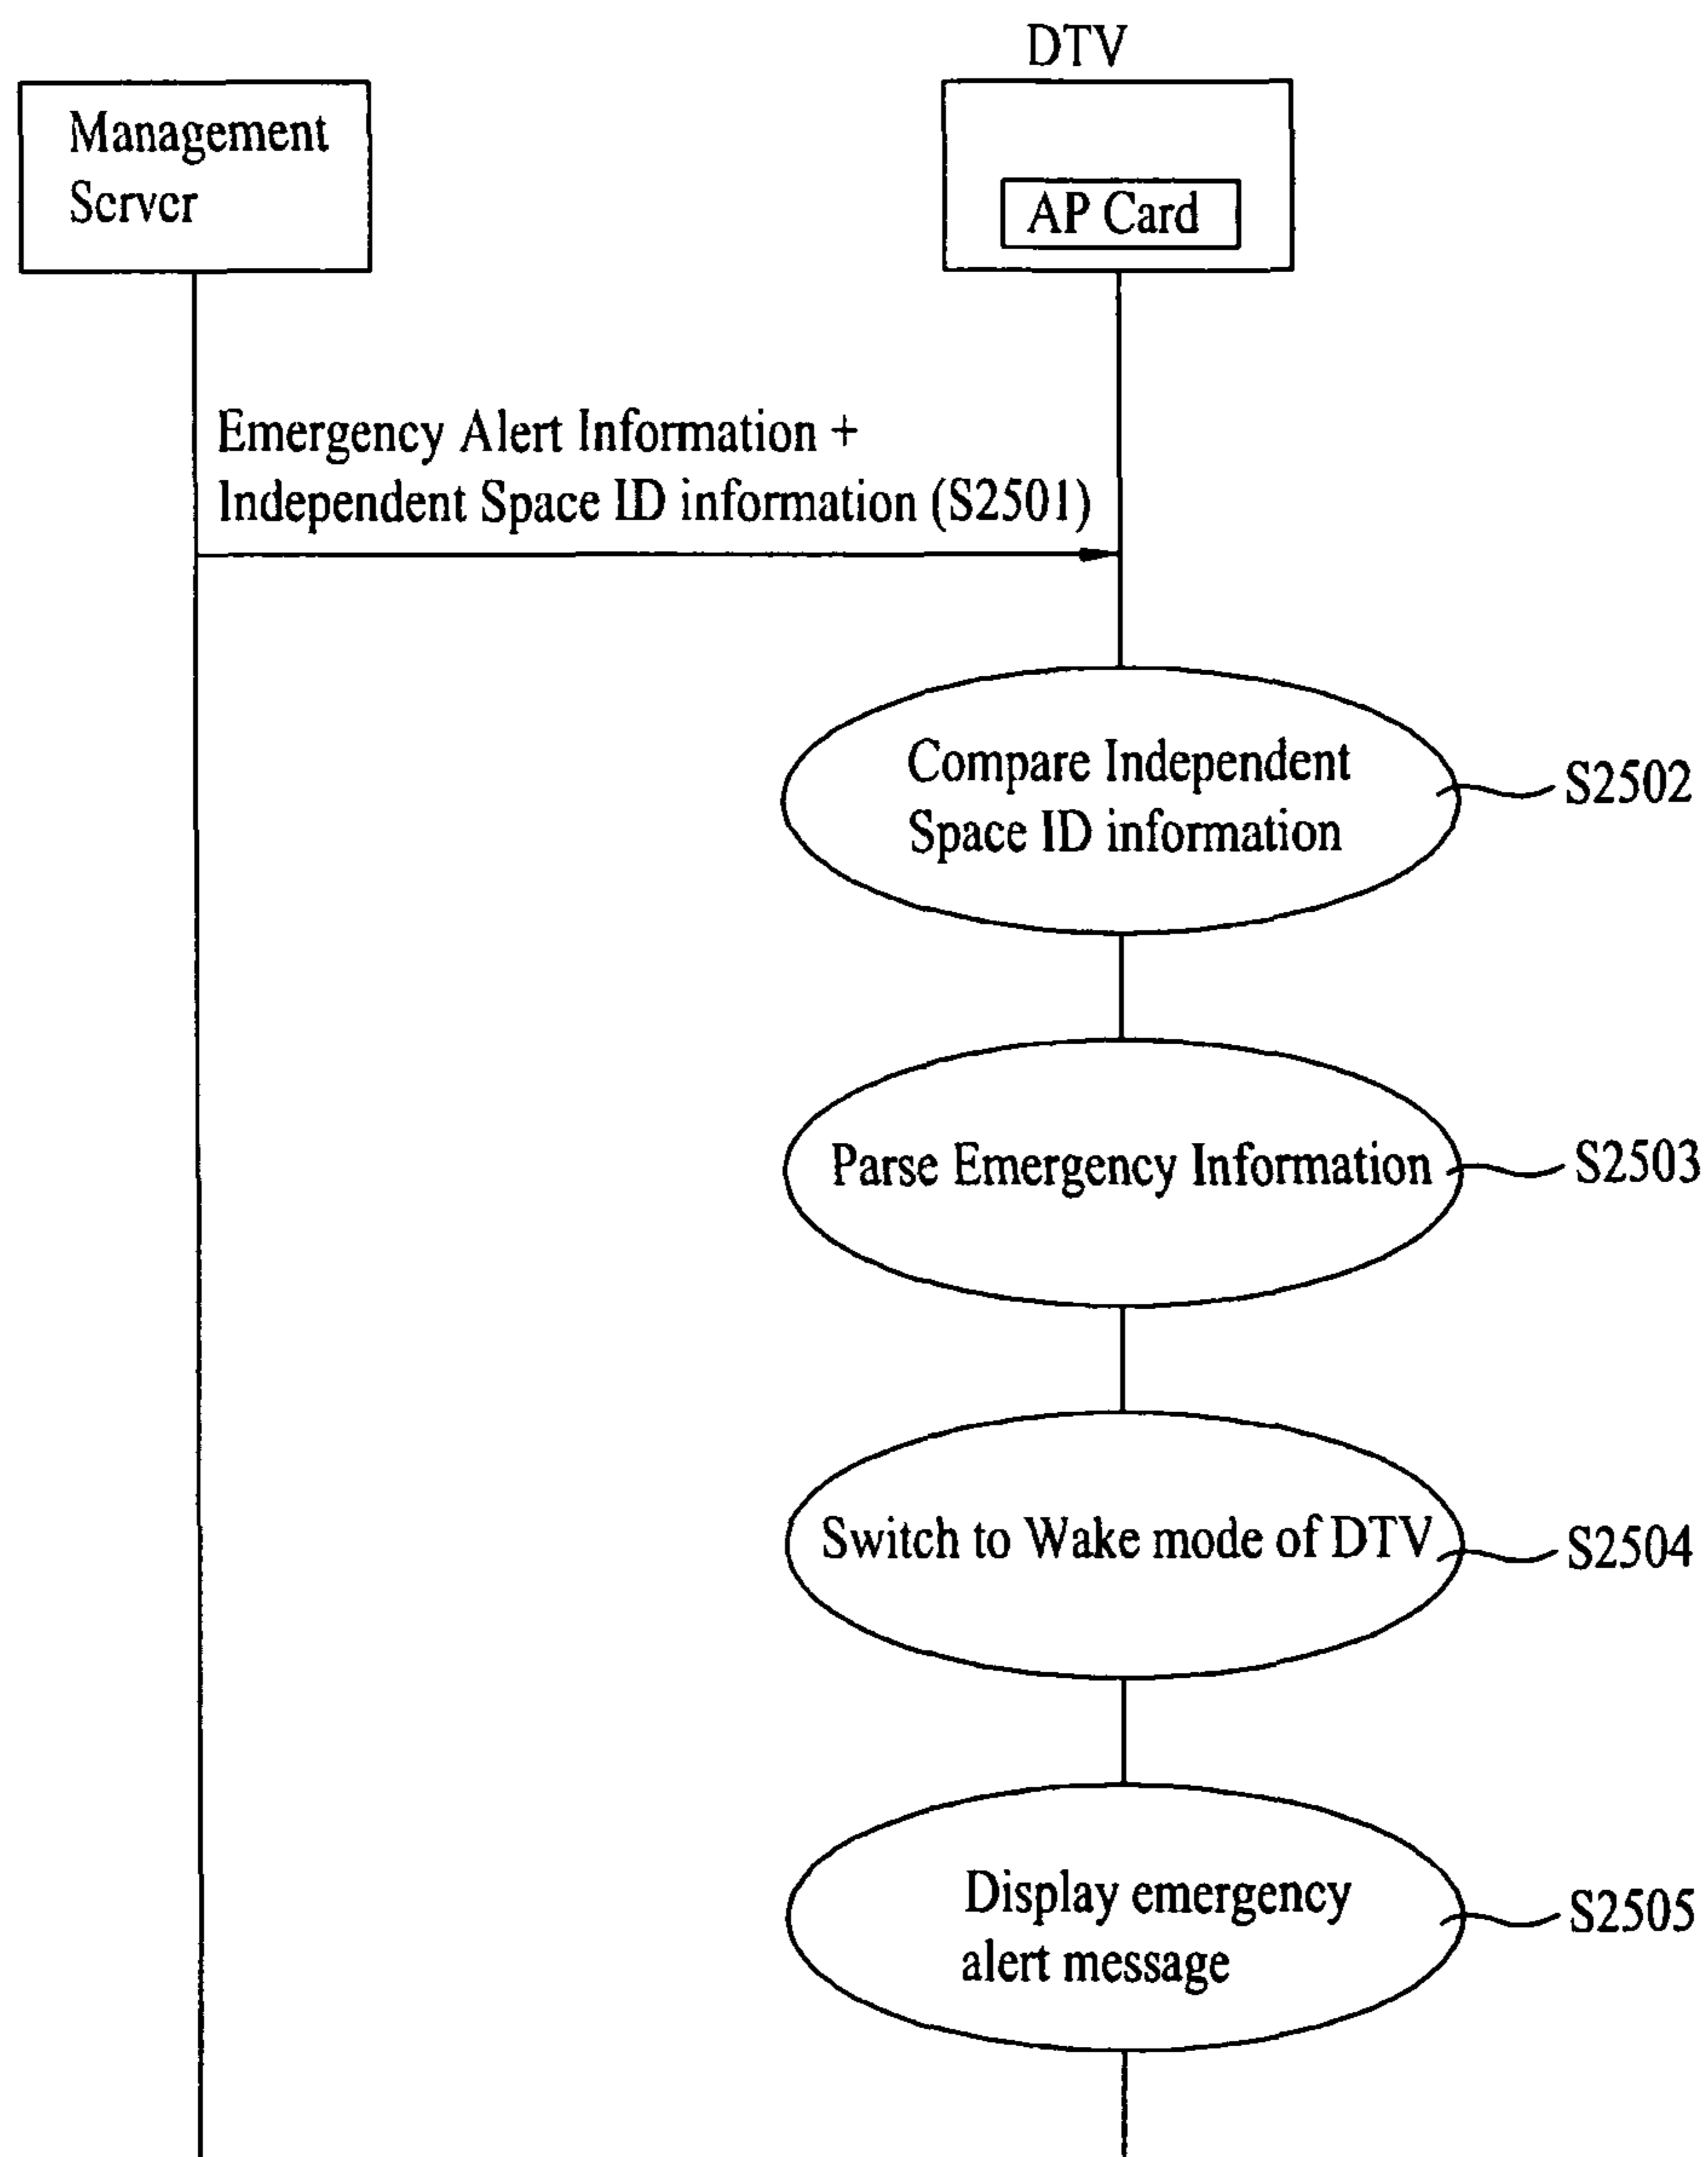 DTV
Management
Server
AP Card
Emergency Alert Information +
Independent Space ID information (S2501)
Compare Independent
Space ID information
S2502
Parse Emergency Information
S2503
Switch to Wake mode of DTV
S2504
Display emergency
alert message
S2505